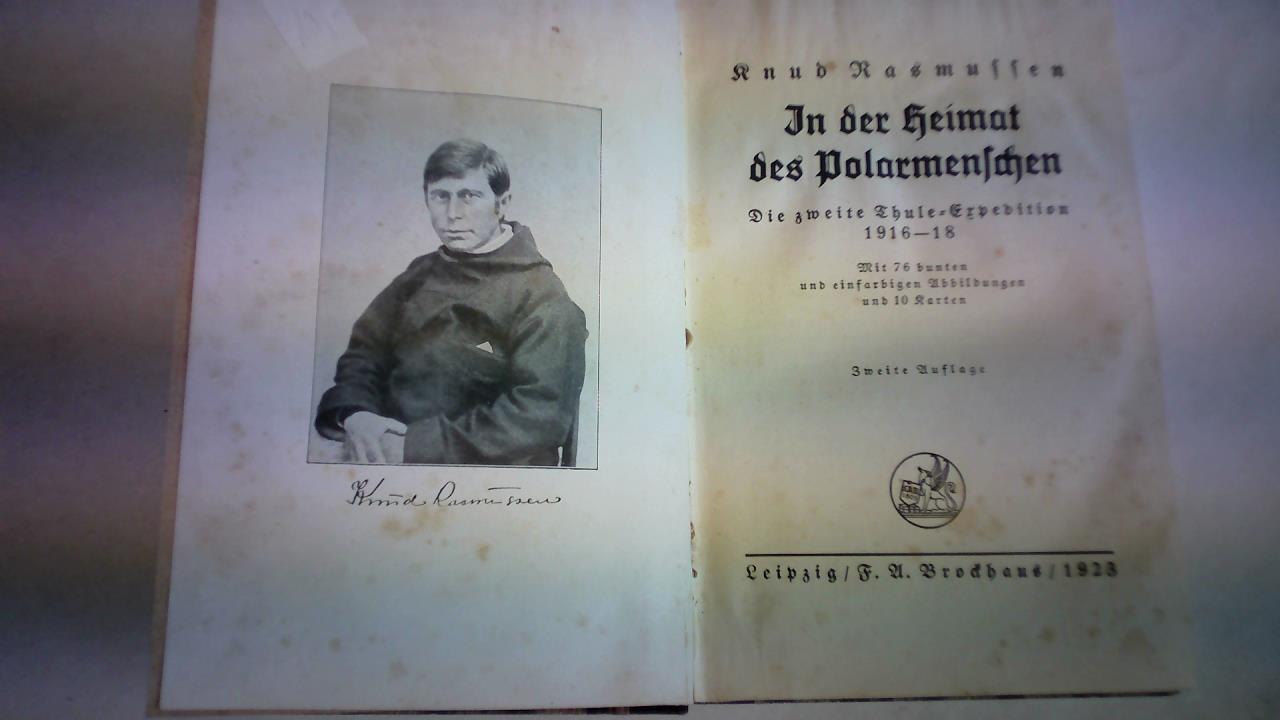 Knud Rasmussen
Knud Rasmussen
In der Heimat
des Polarmenschen
Die zweite Thule-Expedition
1916—18
Mit 76 bunten
und einfarbigen Abbildungen
und 10 Karten
Zweite Auflage
Leipzig / F. A. Brockhaus / 1923